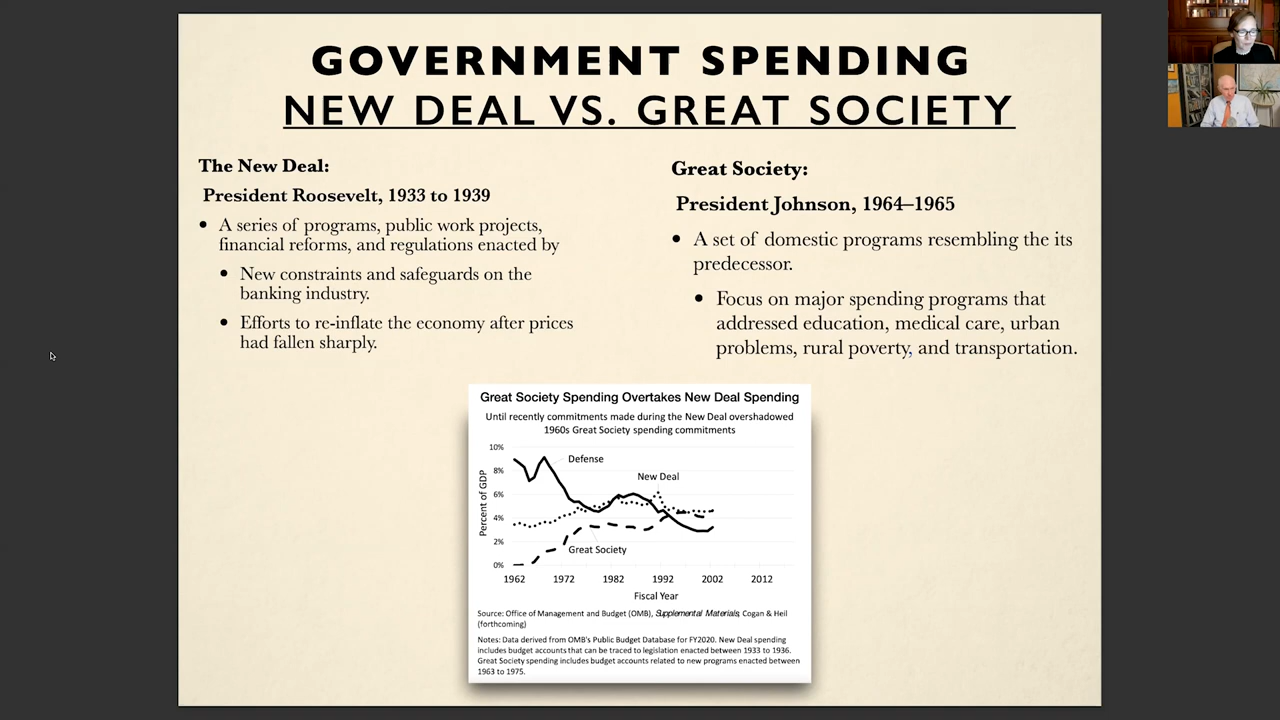 GOVERNMENT SPENDING
NEW DEAL VS. GREAT SOCIETY
The New Deal:
President Roosevelt, 1933 to 1939
• A series of programs, public work projects,
financial reforms, and regulations enacted by
• New constraints and safeguards on the
banking industry.
• Efforts to re-inflate the economy after prices
had fallen sharply.
Great Society:
President Johnson, 1964–1965
• A set of domestic programs resembling the its
predecessor.
• Focus on major spending programs that
addressed education, medical care, urban
problems, rural poverty, and transportation.
Great Society Spending Overtakes New Deal Spending
Until recently commitments made during the New Deal overshadowed
1960s Great Society spending commitments
10%
8%
6%
4%
2%
0%
Percent of GDP
Defense
New Deal
Great Society
1962 1972 1982 1992 2002 2012
Fiscal Year
Source: Office of Management and Budget (OMB), Supplemental Materials, Cogan & Heil
(forthcoming)
Notes: Data derived from OMB's Public Budget Database for FY2020. New Deal spending
includes budget accounts that can be traced to legislation enacted between 1933 to 1936.
Great Society spending includes budget accounts related to new programs enacted between
1963 to 1975.